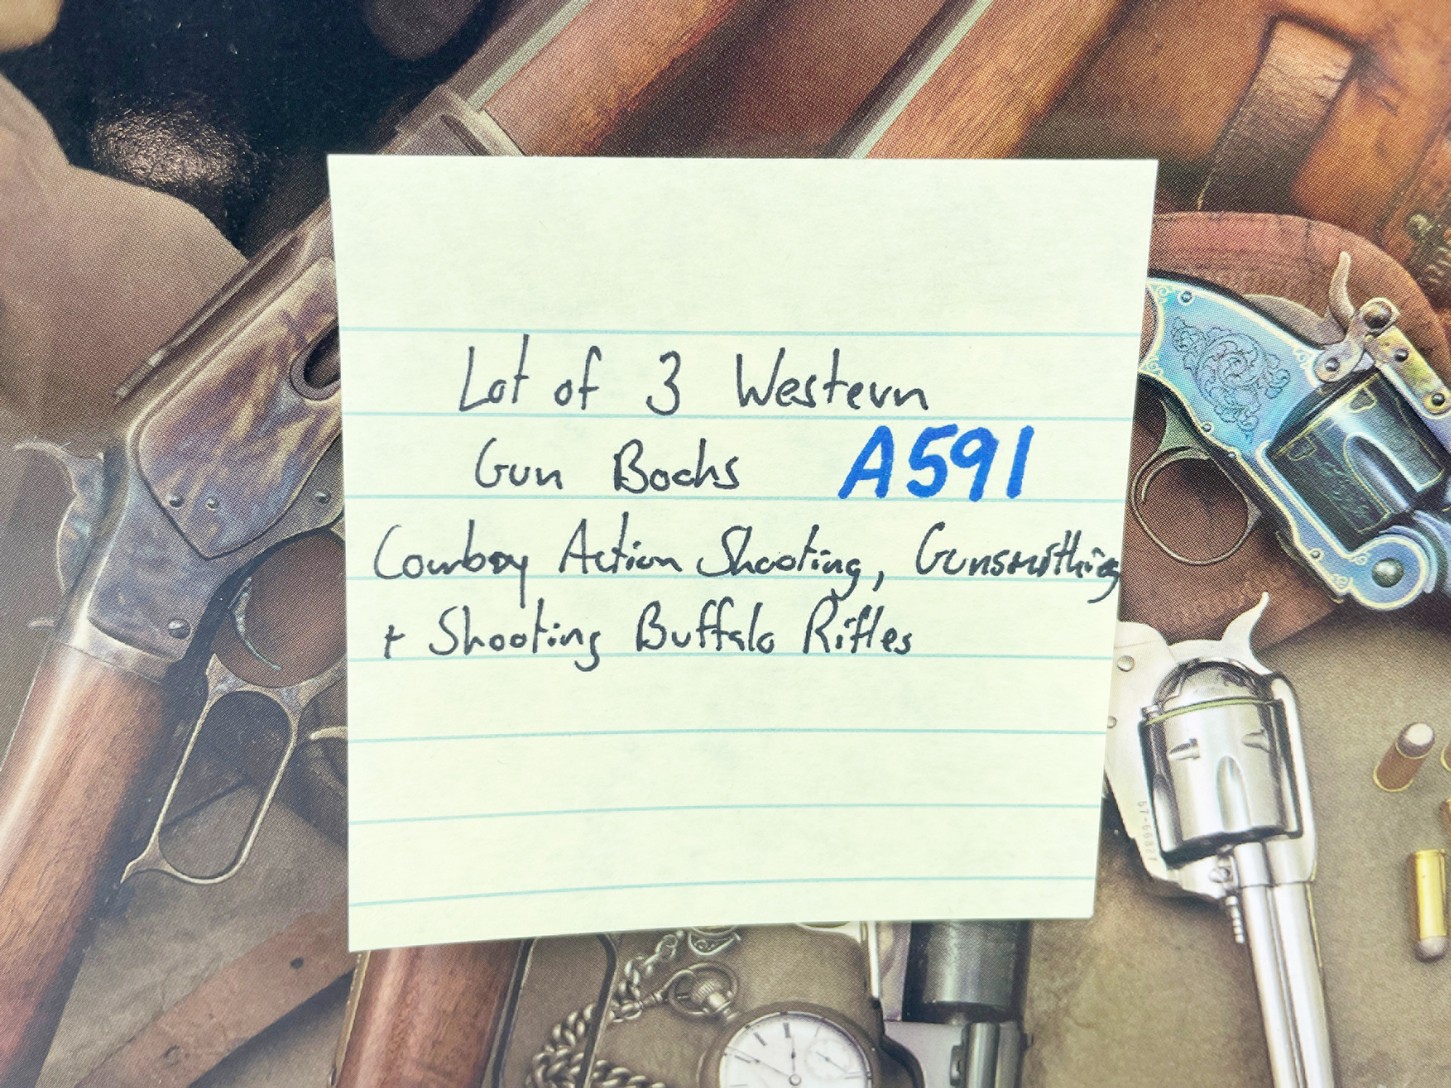 Lot of 3 Western
Gun Books A591
Cowboy Action Shooting, Gunsmithing
+ Shooting Buffalo Rifles